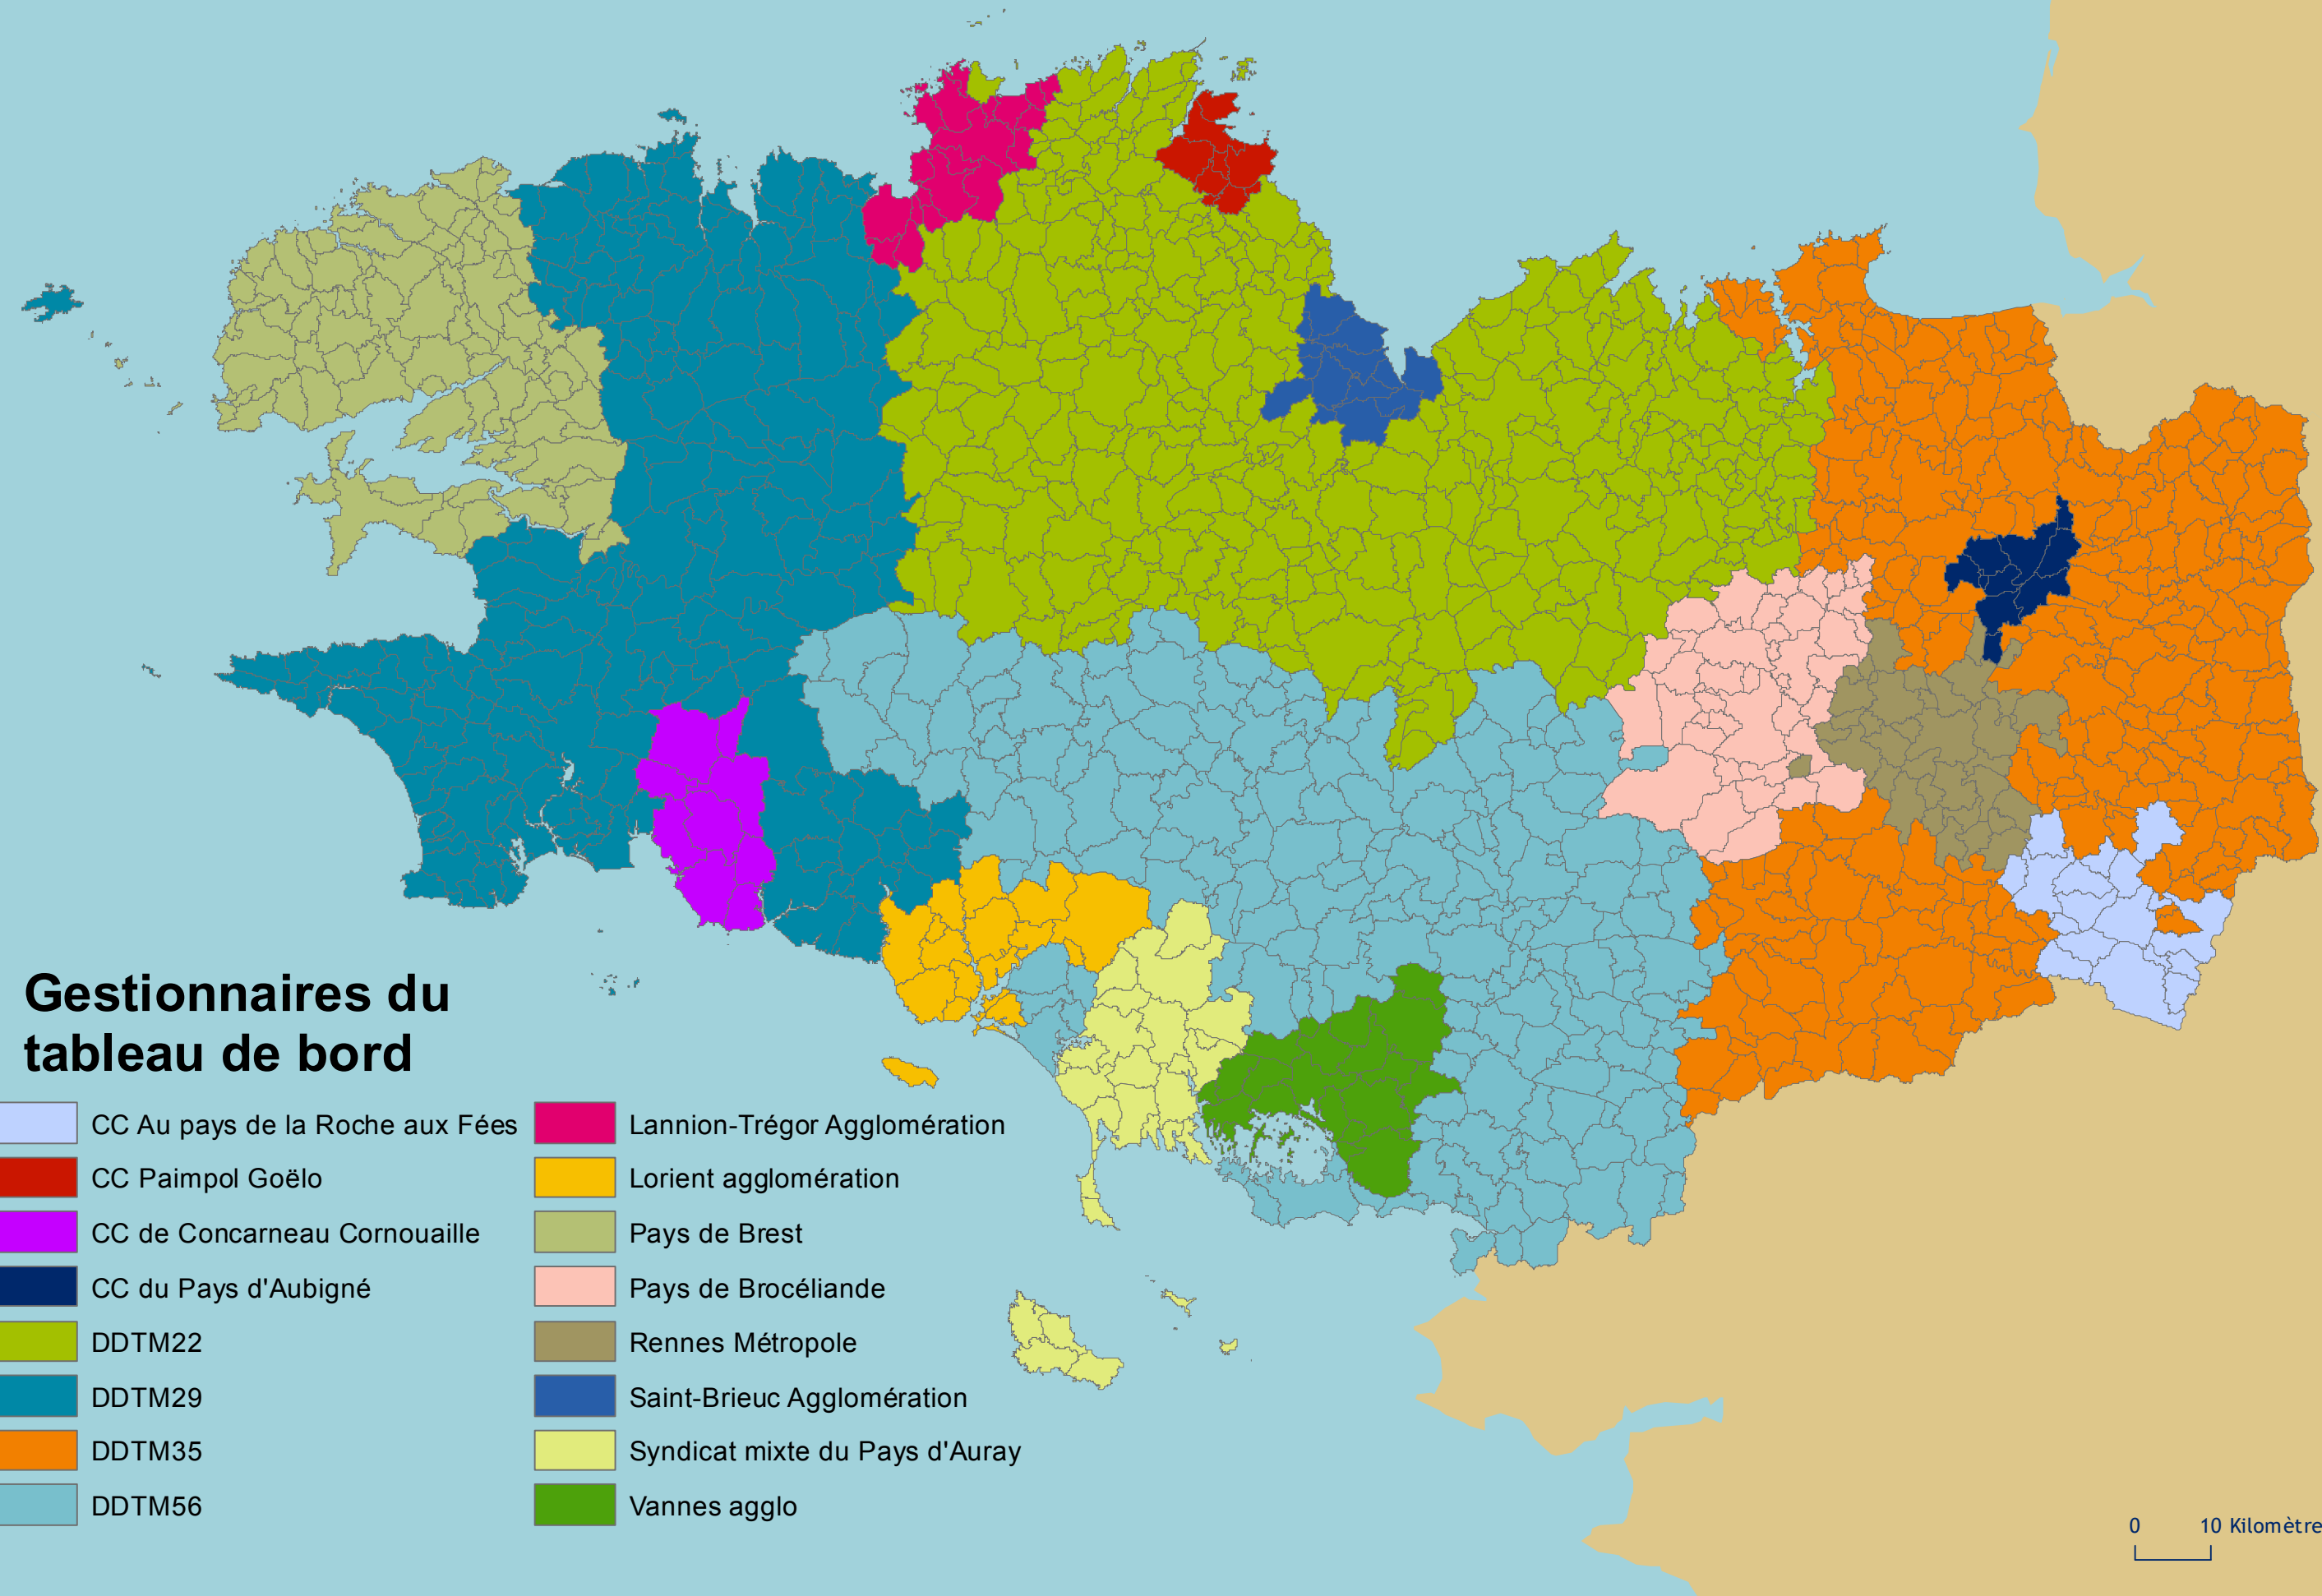 Gestionnaires du
tableau de bord
CC Au pays de la Roche aux Fées
CC Paimpol Goëlo
CC de Concarneau Cornouaille
CC du Pays d'Aubigné
DDTM22
DDTM29
DDTM35
DDTM56
Lannion-Trégor Agglomération
Lorient agglomération
Pays de Brest
Pays de Brocéliande
Rennes Métropole
Saint-Brieuc Agglomération
Syndicat mixte du Pays d'Auray
Vannes agglo
0 10 Kilomètre